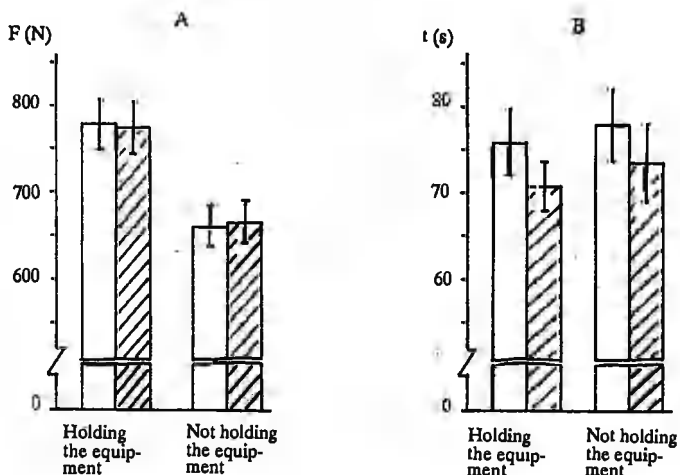 A
F (N)
800
700
600
0
Holding
the equip-
ment
Not holding
the equip-
ment
B
t (s)
80
70
60
0
Holding
the equip-
ment
Not holding
the equip-
ment